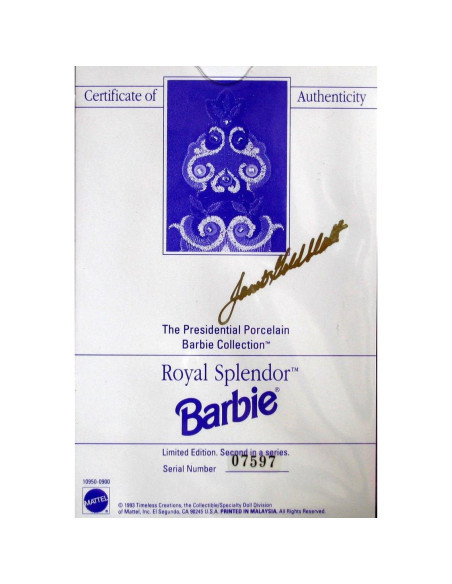 Certificate of Authenticity
Janet Goldblatt
The Presidential Porcelain
Barbie Collection™
Royal Splendor™
Barbie®
Limited Edition. Second in a series.
Serial Number 07597
10950-0900
MATTEL
© 1993 Timeless Creations, the Collectible/Specialty Doll Division
of Mattel, Inc. El Segundo, CA 90245 U.S.A. PRINTED IN MALAYSIA. All Rights Reserved.